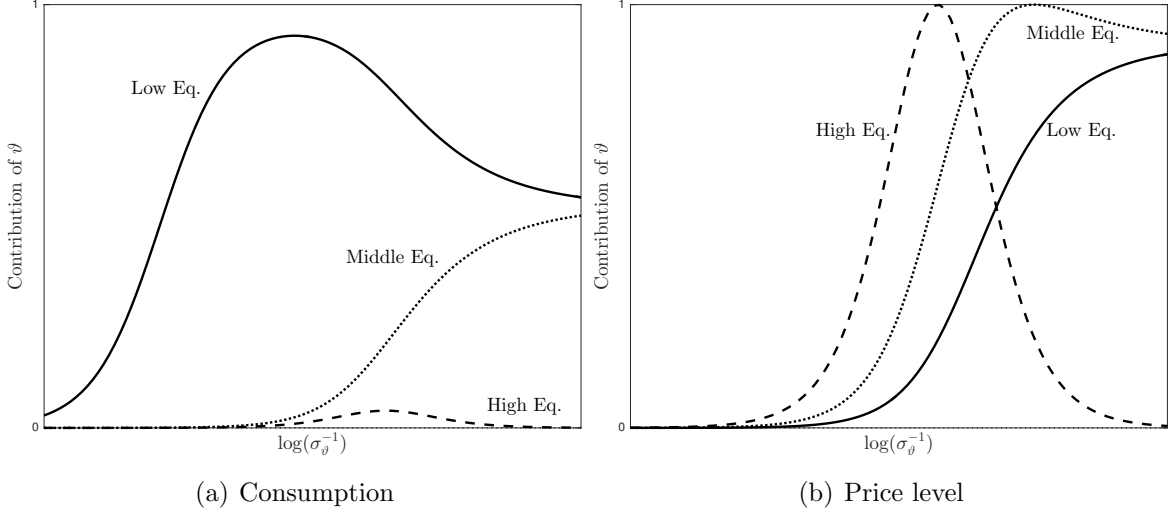 1
Low Eq.
Middle Eq.
High Eq.
Contribution of ϑ
0
log(σ_ϑ^{-1})
(a) Consumption
1
Middle Eq.
High Eq.
Low Eq.
Contribution of ϑ
0
log(σ_ϑ^{-1})
(b) Price level